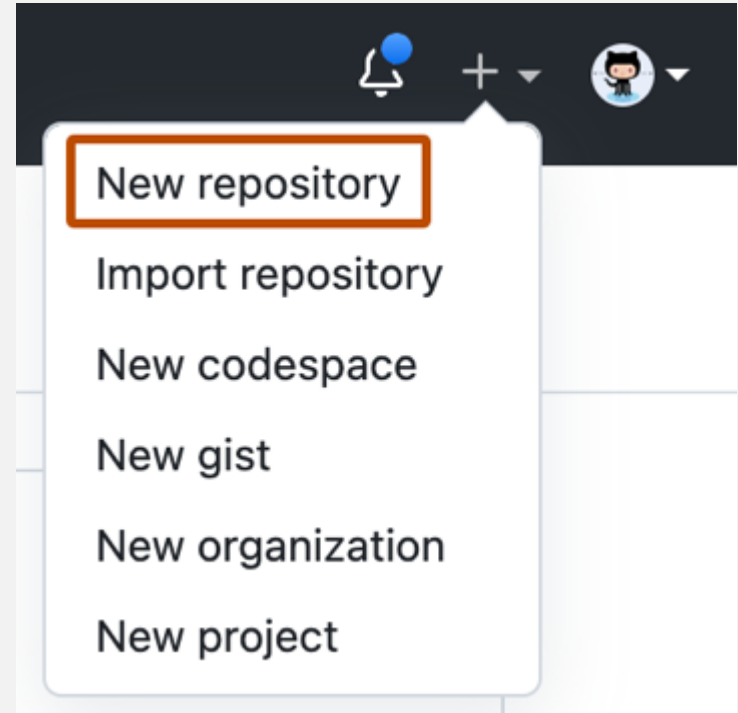 New repository
Import repository
New codespace
New gist
New organization
New project